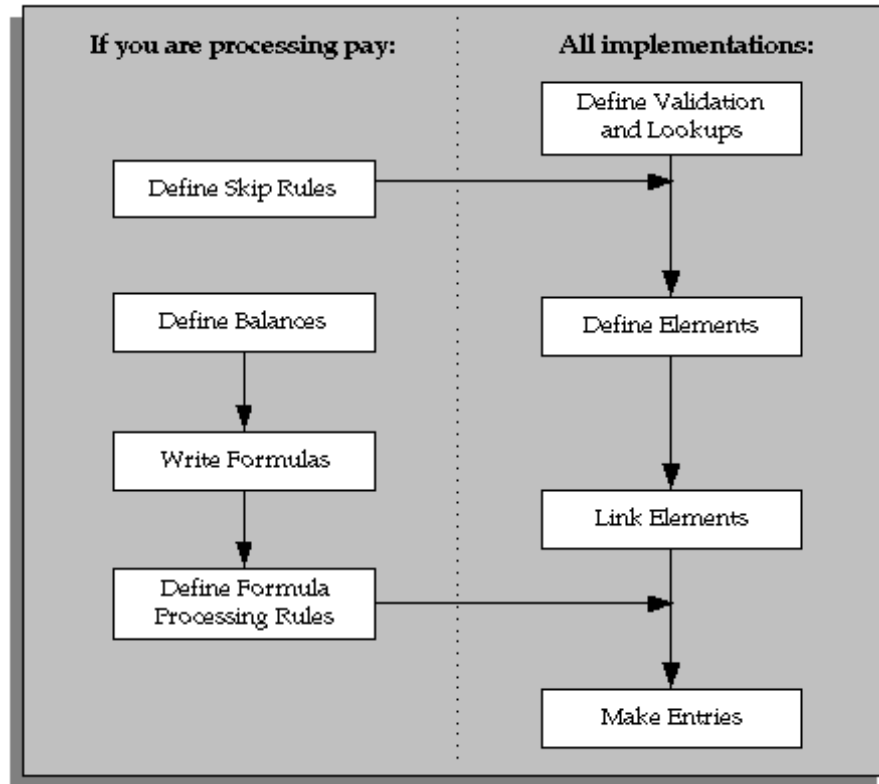 If you are processing pay:
All implementations:
Define Validation
and Lookups
Define Skip Rules
Define Balances
Define Elements
Write Formulas
Link Elements
Define Formula
Processing Rules
Make Entries